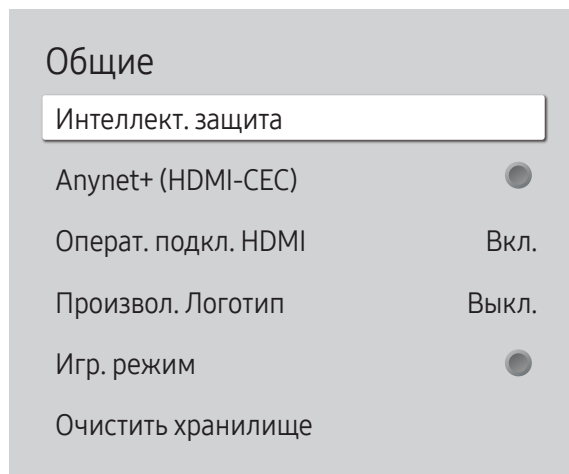 Общие
Интеллект. защита
Anynet+ (HDMI-CEC)
Операт. подкл. HDMI Вкл.
Произвол. Логотип Выкл.
Игр. режим
Очистить хранилище